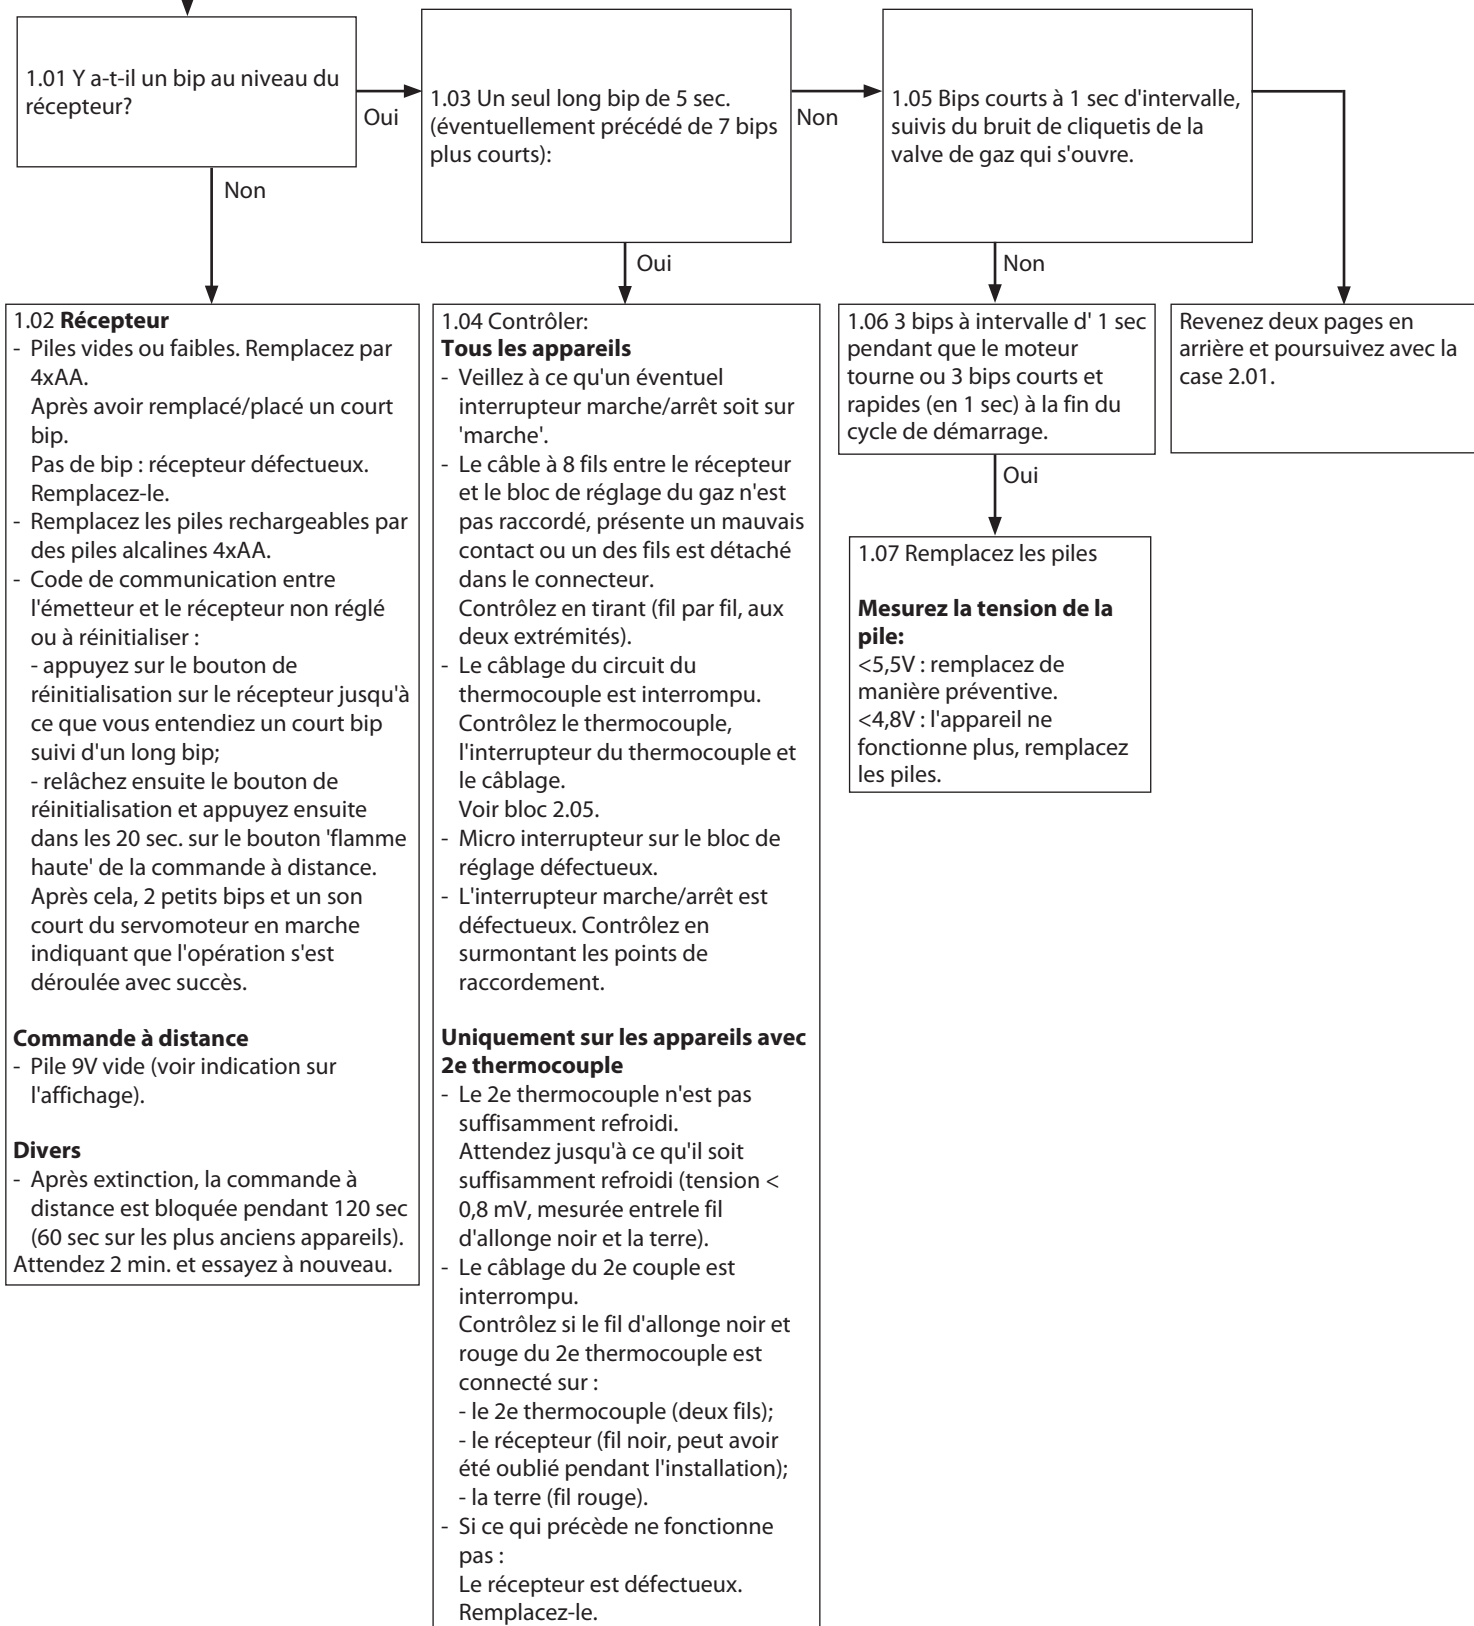 1.01 Y a-t-il un bip au niveau du
récepteur?
Oui
Non
1.03 Un seul long bip de 5 sec.
(éventuellement précédé de 7 bips
plus courts):
Non
Oui
1.05 Bips courts à 1 sec d'intervalle,
suivis du bruit de cliquetis de la
valve de gaz qui s'ouvre.
Non
1.02 Récepteur
- Piles vides ou faibles. Remplacez par
4xAA.
Après avoir remplacé/placé un court
bip.
Pas de bip : récepteur défectueux.
Remplacez-le.
- Remplacez les piles rechargeables par
des piles alcalines 4xAA.
- Code de communication entre
l'émetteur et le récepteur non réglé
ou à réinitialiser :
- appuyez sur le bouton de
réinitialisation sur le récepteur jusqu'à
ce que vous entendiez un court bip
suivi d'un long bip;
- relâchez ensuite le bouton de
réinitialisation et appuyez ensuite
dans les 20 sec. sur le bouton 'flamme
haute' de la commande à distance.
Après cela, 2 petits bips et un son
court du servomoteur en marche
indiquant que l'opération s'est
déroulée avec succès.
Commande à distance
- Pile 9V vide (voir indication sur
l'affichage).
Divers
- Après extinction, la commande à
distance est bloquée pendant 120 sec
(60 sec sur les plus anciens appareils).
Attendez 2 min. et essayez à nouveau.
1.04 Contrôler:
Tous les appareils
- Veillez à ce qu'un éventuel
interrupteur marche/arrêt soit sur
'marche'.
- Le câble à 8 fils entre le récepteur
et le bloc de réglage du gaz n'est
pas raccordé, présente un mauvais
contact ou un des fils est détaché
dans le connecteur.
Contrôlez en tirant (fil par fil, aux
deux extrémités).
- Le câblage du circuit du
thermocouple est interrompu.
Contrôlez le thermocouple,
l'interrupteur du thermocouple et
le câblage.
Voir bloc 2.05.
- Micro interrupteur sur le bloc de
réglage défectueux.
- L'interrupteur marche/arrêt est
défectueux. Contrôlez en
surmontant les points de
raccordement.
Uniquement sur les appareils avec
2e thermocouple
- Le 2e thermocouple n'est pas
suffisamment refroidi.
Attendez jusqu'à ce qu'il soit
suffisamment refroidi (tension <
0,8 mV, mesurée entrele fil
d'allonge noir et la terre).
- Le câblage du 2e couple est
interrompu.
Contrôlez si le fil d'allonge noir et
rouge du 2e thermocouple est
connecté sur :
- le 2e thermocouple (deux fils);
- le récepteur (fil noir, peut avoir
été oublié pendant l'installation);
- la terre (fil rouge).
- Si ce qui précède ne fonctionne
pas :
Le récepteur est défectueux.
Remplacez-le.
1.06 3 bips à intervalle d' 1 sec
pendant que le moteur
tourne ou 3 bips courts et
rapides (en 1 sec) à la fin du
cycle de démarrage.
Oui
1.07 Remplacez les piles
Mesurez la tension de la
pile:
<5,5V : remplacez de
manière préventive.
<4,8V : l'appareil ne
fonctionne plus, remplacez
les piles.
Revenez deux pages en
arrière et poursuivez avec la
case 2.01.